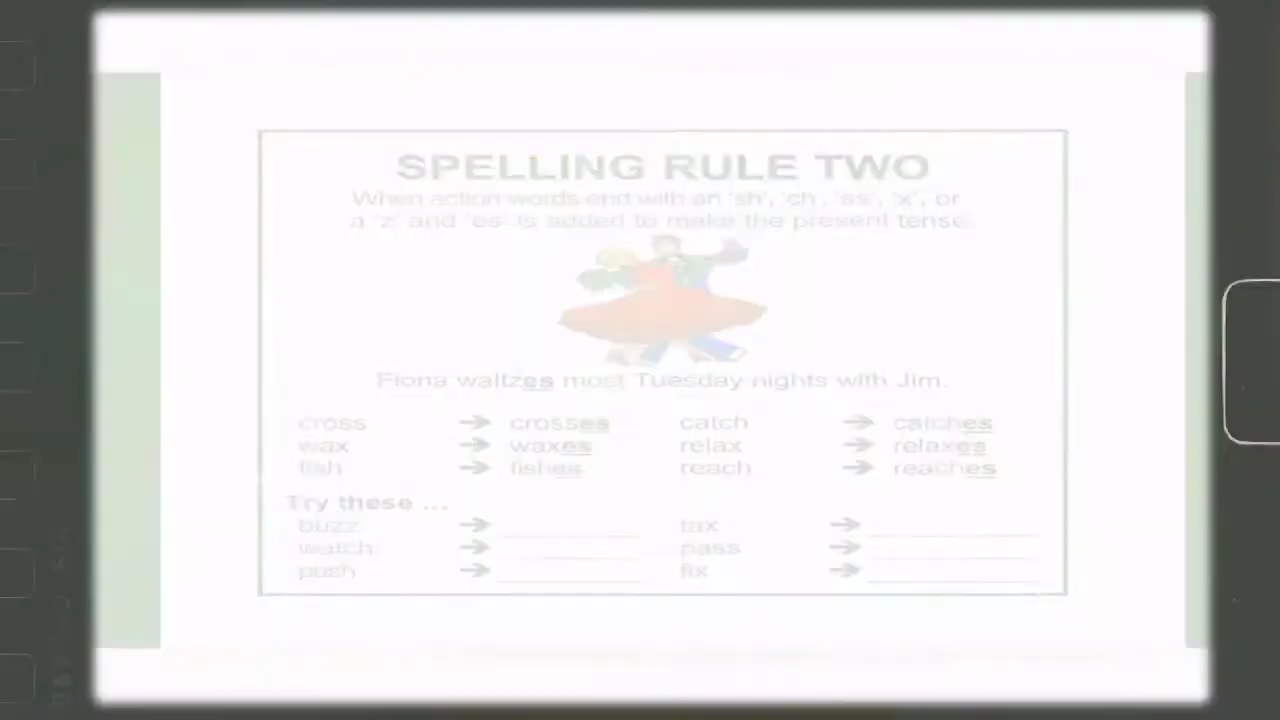 SPELLING RULE TWO
When action words end with an 'sh', 'ch', 'ss', 'x', or
a 'z' and 'es' is added to make the present tense.
Fiona waltzes most Tuesday nights with Jim.
cross → crosses catch → catches
wax → waxes relax → relaxes
fish → fishes reach → reaches
Try these ...
buzz → tax →
watch → pass →
push → fix →